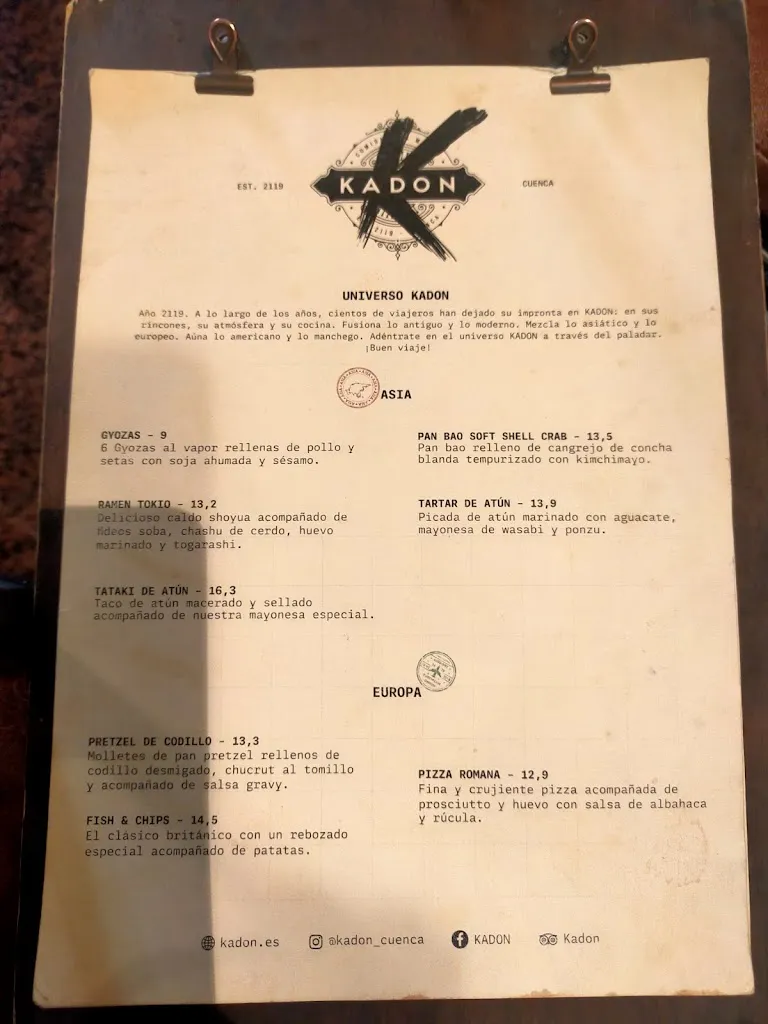 EST. 2119
KADON
CUENCA
UNIVERSO KADON
Año 2119. A lo largo de los años, cientos de viajeros han dejado su impronta en KADON: en sus
rincones, su atmósfera y su cocina. Fusiona lo antiguo y lo moderno. Mezcla lo asiático y lo
europeo. Aúna lo americano y lo manchego. Adéntrate en el universo KADON a través del paladar.
¡Buen viaje!
ASIA
GYOZAS - 9
6 Gyozas al vapor rellenas de pollo y
setas con soja ahumada y sésamo.
PAN BAO SOFT SHELL CRAB - 13,5
Pan bao relleno de cangrejo de concha
blanda tempurizado con kimchimayo.
RAMEN TOKIO - 13,2
Delicioso caldo shoyua acompañado de
fideos soba, chashu de cerdo, huevo
marinado y togarashi.
TARTAR DE ATÚN - 13,9
Picada de atún marinado con aguacate,
mayonesa de wasabi y ponzu.
TATAKI DE ATÚN - 16,3
Taco de atún macerado y sellado
acompañado de nuestra mayonesa especial.
EUROPA
PRETZEL DE CODILLO - 13,3
Molletes de pan pretzel rellenos de
codillo desmigado, chucrut al tomillo
y acompañado de salsa gravy.
PIZZA ROMANA - 12,9
Fina y crujiente pizza acompañada de
prosciutto y huevo con salsa de albahaca
y rúcula.
FISH & CHIPS - 14,5
El clásico británico con un rebozado
especial acompañado de patatas.
kadon.es
@kadon_cuenca
KADON
Kadon